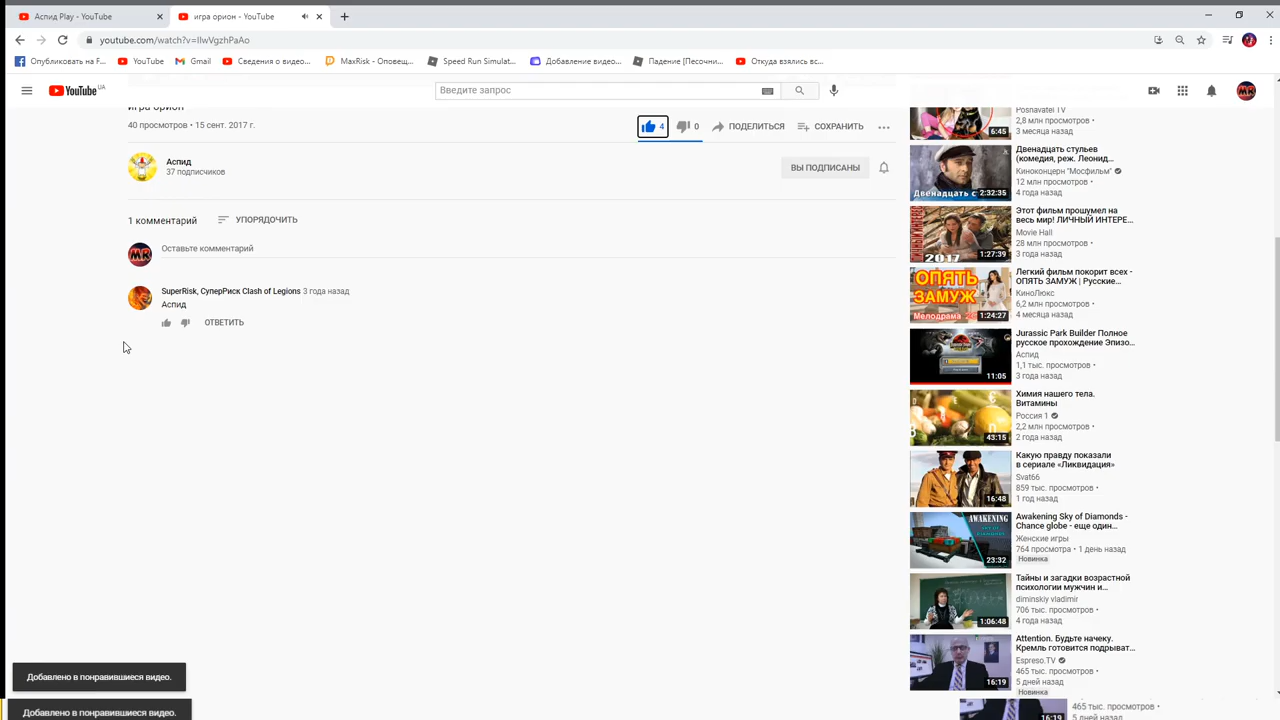 Аспид Play - YouTube
игра орион - YouTube
youtube.com/watch?v=IlwVgzhPaAo
Опубликовать на F...
YouTube
Gmail
Сведения о видео...
MaxRisk - Оповещ...
Speed Run Simulat...
Добавление видео...
Падение [Песочни...
Откуда взялись вс...
YouTube UA
Введите запрос
игра орион
40 просмотров • 15 сент. 2017 г.
4
0
ПОДЕЛИТЬСЯ
СОХРАНИТЬ
Аспид
37 подписчиков
ВЫ ПОДПИСАНЫ
1 комментарий
УПОРЯДОЧИТЬ
MR
Оставьте комментарий
SuperRisk, СуперРиск Clash of Legions 3 года назад
Аспид
ОТВЕТИТЬ
6:45
Poznavatel TV
2,8 млн просмотров •
3 месяца назад
Двенадцать с
2:32:35
Двенадцать стульев
(комедия, реж. Леонид...
Киноконцерн "Мосфильм"
12 млн просмотров •
4 года назад
ЛИЧНЫЙ ИНТЕРЕС
2017
1:27:39
Этот фильм прошумел на
весь мир! ЛИЧНЫЙ ИНТЕРЕ...
Movie Hall
28 млн просмотров •
3 года назад
ОПЯТЬ
ЗАМУЖ
Мелодрама
1:24:27
Легкий фильм покорит всех -
ОПЯТЬ ЗАМУЖ | Русские...
КиноЛюкс
6,2 млн просмотров •
4 месяца назад
11:05
Jurassic Park Builder Полное
русское прохождение Эпизо...
Аспид
1,1 тыс. просмотров •
3 года назад
43:15
Химия нашего тела.
Витамины
Россия 1
2,2 млн просмотров •
2 года назад
16:48
Какую правду показали
в сериале «Ликвидация»
Svat66
859 тыс. просмотров •
1 год назад
AWAKENING
23:32
Awakening Sky of Diamonds -
Chance globe - еще один...
Женские игры
764 просмотра • 1 день назад
Новинка
1:06:48
Тайны и загадки возрастной
психологии мужчин и...
diminskiy vladimir
706 тыс. просмотров •
4 года назад
16:19
Attention. Будьте начеку.
Кремль готовится подрыват...
Espreso.TV
465 тыс. просмотров •
5 дней назад
Новинка
Добавлено в понравившиеся видео.
Добавлено в понравившиеся видео.
16:19
465 тыс. просмотров •
5 дней назад